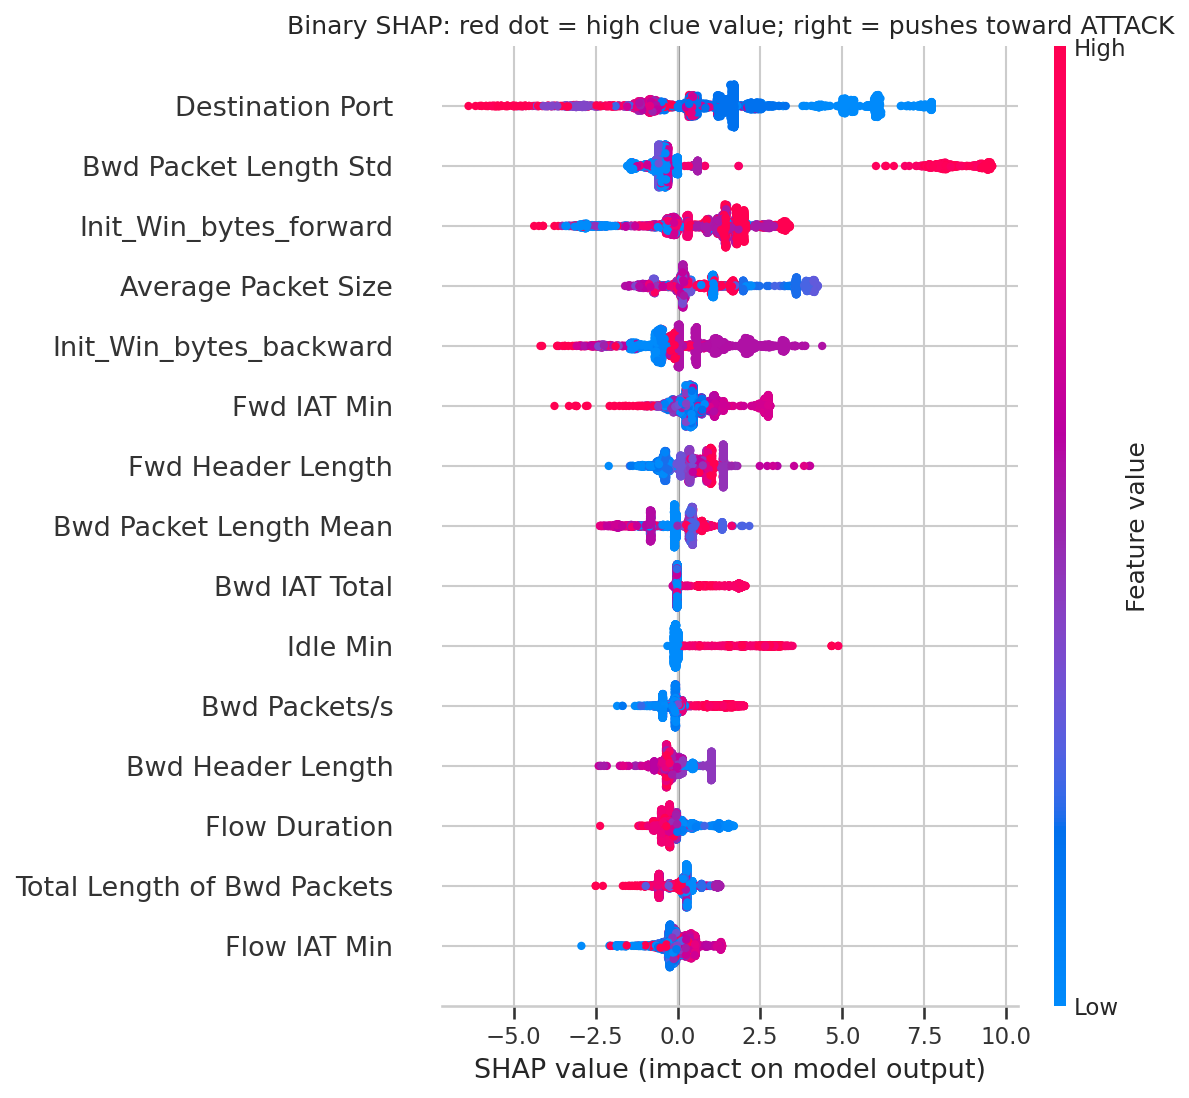 Binary SHAP: red dot = high clue value; right = pushes toward ATTACK
High
Destination Port
Bwd Packet Length Std
Init_Win_bytes_forward
Average Packet Size
Init_Win_bytes_backward
Fwd IAT Min
Fwd Header Length
Bwd Packet Length Mean
Bwd IAT Total
Idle Min
Bwd Packets/s
Bwd Header Length
Flow Duration
Total Length of Bwd Packets
Flow IAT Min
Feature value
Low
−5.0 −2.5 0.0 2.5 5.0 7.5 10.0
SHAP value (impact on model output)